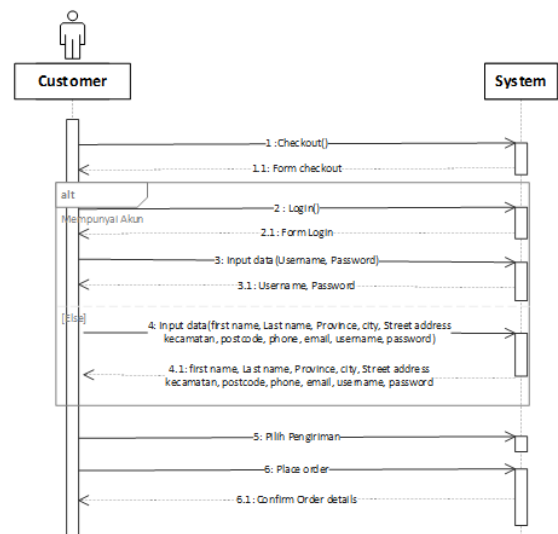 Customer
System
1 :Checkout()
1.1: Form checkout
alt
Mempunyai Akun
2 : Login()
2.1: Form Login
3: Input data(Username, Password)
3.1: Username, Password
[Else]
4: Input data(first name, Last name, Province, city, Street address
kecamatan, postcode, phone, email, username, password)
4.1: first name, Last name, Province, city, Street address
kecamatan, postcode, phone, email, username, password
5: Pilih Pengiriman
6: Place order
6.1: Confirm Order details